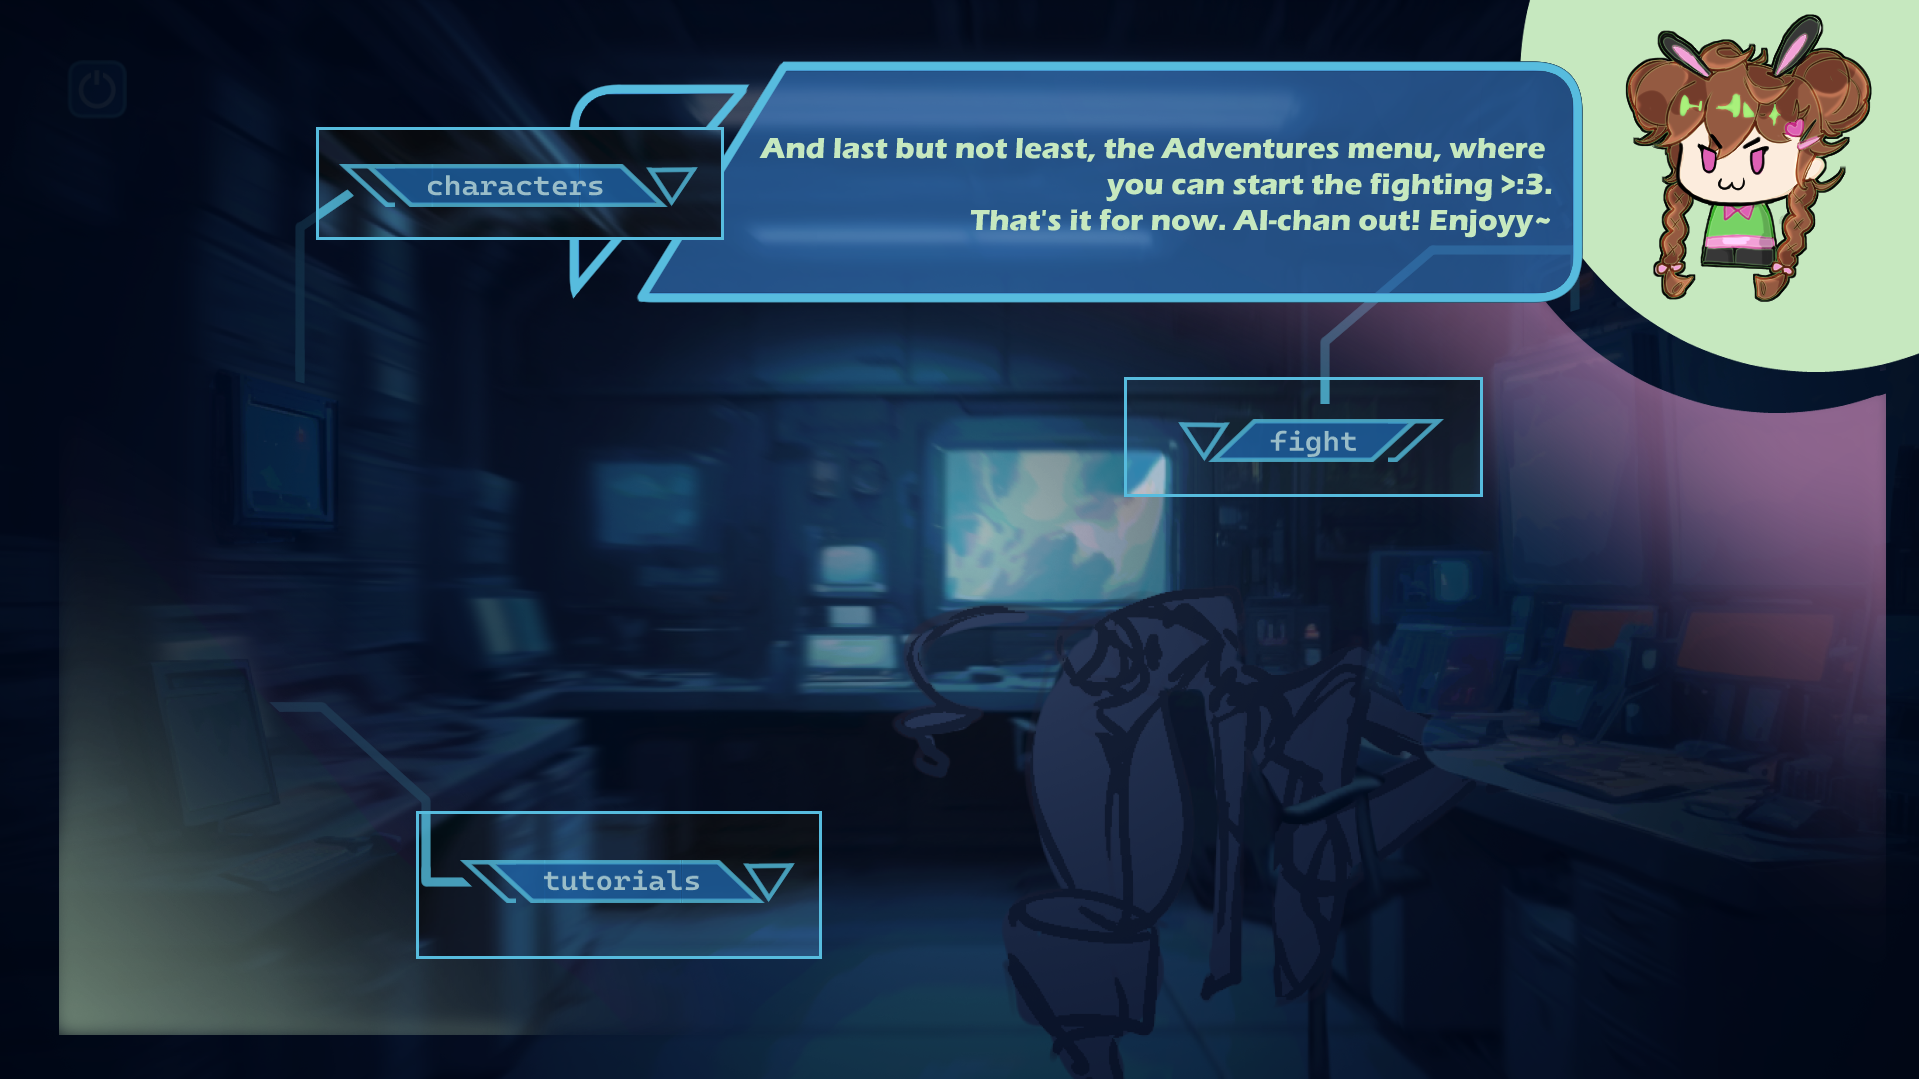 And last but not least, the Adventures menu, where
you can start the fighting >:3.
That's it for now. AI-chan out! Enjoyy~
characters
fight
tutorials